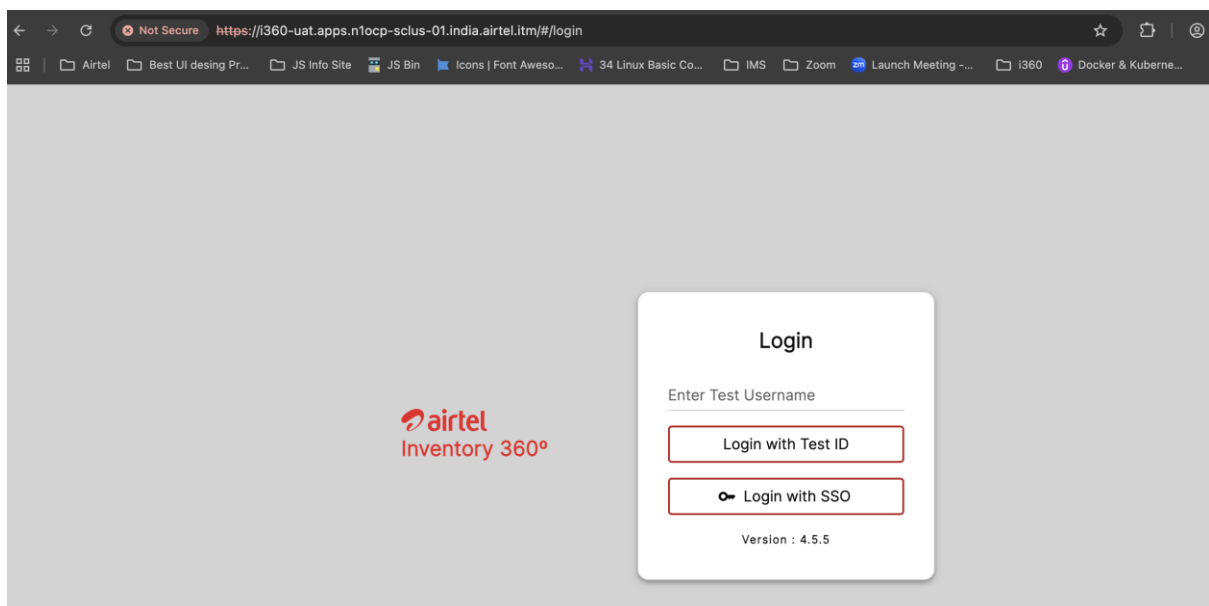 Not Secure https://i360-uat.apps.n1ocp-sclus-01.india.airtel.itm/#/login
Airtel Best UI desing Pr... JS Info Site JS Bin Icons | Font Aweso... 34 Linux Basic Co... IMS Zoom zm Launch Meeting -... i360 Docker & Kuberne...
Login
Enter Test Username
airtel
Login with Test ID
Inventory 360°
Login with SSO
Version : 4.5.5